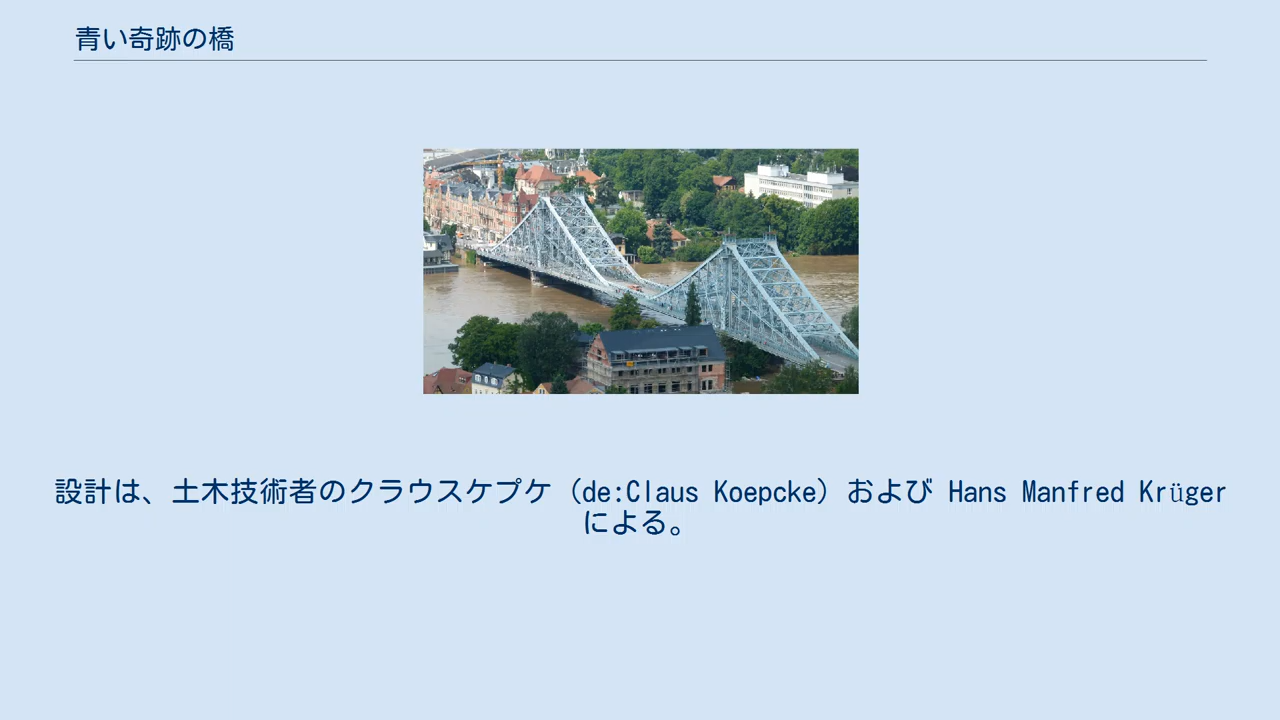 青い奇跡の橋
設計は、土木技術者のクラウスケプケ（de:Claus Koepcke）および Hans Manfred Krüger
による。